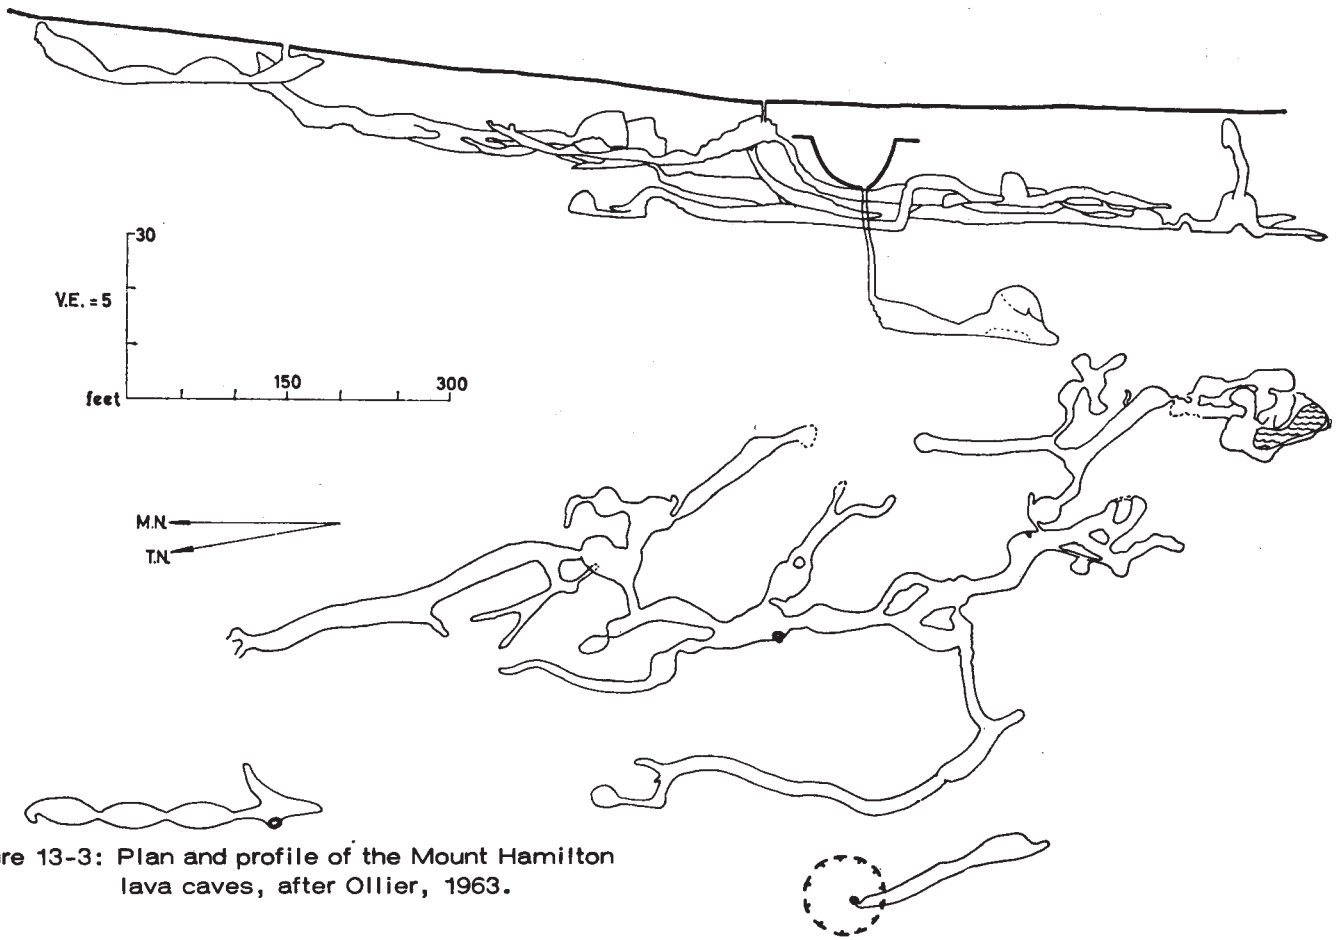 30
V.E. = 5
150
300
feet
M.N.
T.N.
re 13-3: Plan and profile of the Mount Hamilton
lava caves, after Ollier, 1963.